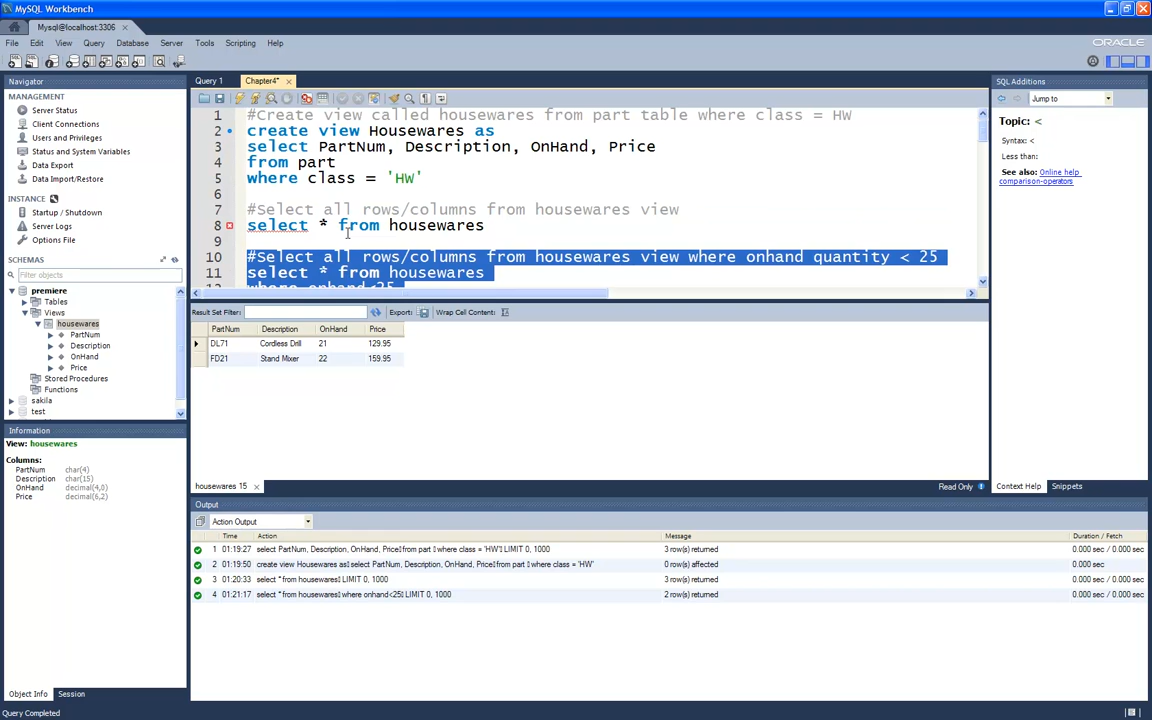 MySQL Workbench
Mysql@localhost:3306
File Edit View Query Database Server Tools Scripting Help
ORACLE
Navigator
MANAGEMENT
Server Status
Client Connections
Users and Privileges
Status and System Variables
Data Export
Data Import/Restore
INSTANCE
Startup / Shutdown
Server Logs
Options File
SCHEMAS
Filter objects
premiere
Tables
Views
housewares
PartNum
Description
OnHand
Price
Stored Procedures
Functions
sakila
test
Information
View: housewares
Columns:
PartNum char(4)
Description char(15)
OnHand decimal(4,0)
Price decimal(6,2)
Object Info Session
Query Completed
Query 1 Chapter4*
1 #Create view called housewares from part table where class = HW
2 create view Housewares as
3 select PartNum, Description, OnHand, Price
4 from part
5 where class = 'HW'
6
7 #Select all rows/columns from housewares view
8 select * from housewares
9
10 #Select all rows/columns from housewares view where onhand quantity < 25
11 select * from housewares
12 where onhand<25
Result Set Filter: Export: Wrap Cell Content:
PartNum Description OnHand Price
DL71 Cordless Drill 21 129.95
FD21 Stand Mixer 22 159.95
housewares 15
Read Only
Output
Action Output
Time Action Message Duration / Fetch
1 01:19:27 select PartNum, Description, OnHand, Price▯from part ▯where class = 'HW'▯ LIMIT 0, 1000 3 row(s) returned 0.000 sec / 0.000 sec
2 01:19:50 create view Housewares as▯select PartNum, Description, OnHand, Price▯from part ▯where class = 'HW' 0 row(s) affected 0.000 sec
3 01:20:33 select * from housewares▯ LIMIT 0, 1000 3 row(s) returned 0.000 sec / 0.000 sec
4 01:21:17 select * from housewares▯ where onhand<25▯ LIMIT 0, 1000 2 row(s) returned 0.000 sec / 0.000 sec
SQL Additions
Jump to
Topic: <
Syntax: <
Less than:
See also: Online help
comparison-operators
Context Help Snippets